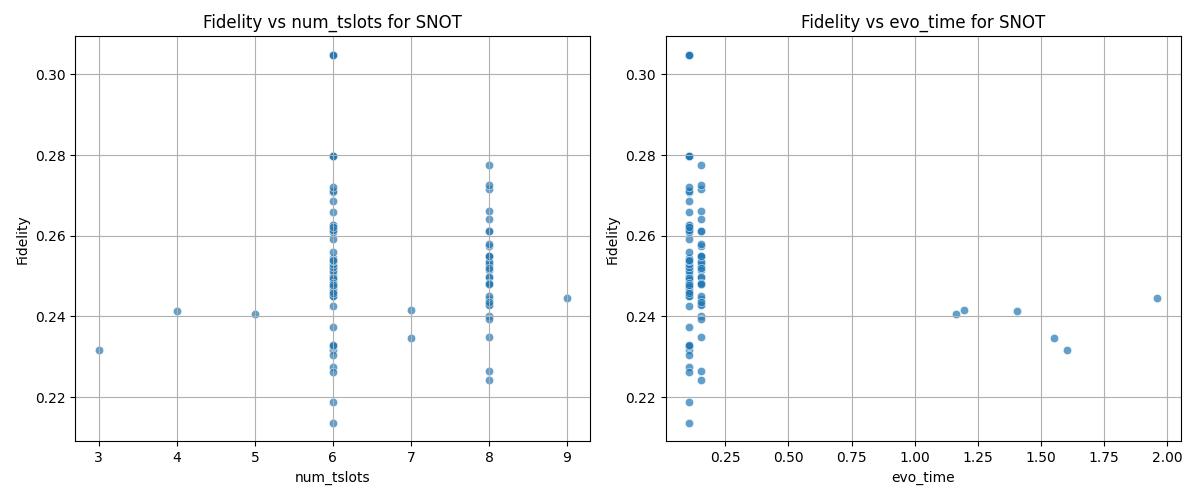 Fidelity vs num_tslots for SNOT
Fidelity
0.30
0.28
0.26
0.24
0.22
3 4 5 6 7 8 9
num_tslots
Fidelity vs evo_time for SNOT
Fidelity
0.30
0.28
0.26
0.24
0.22
0.25 0.50 0.75 1.00 1.25 1.50 1.75 2.00
evo_time